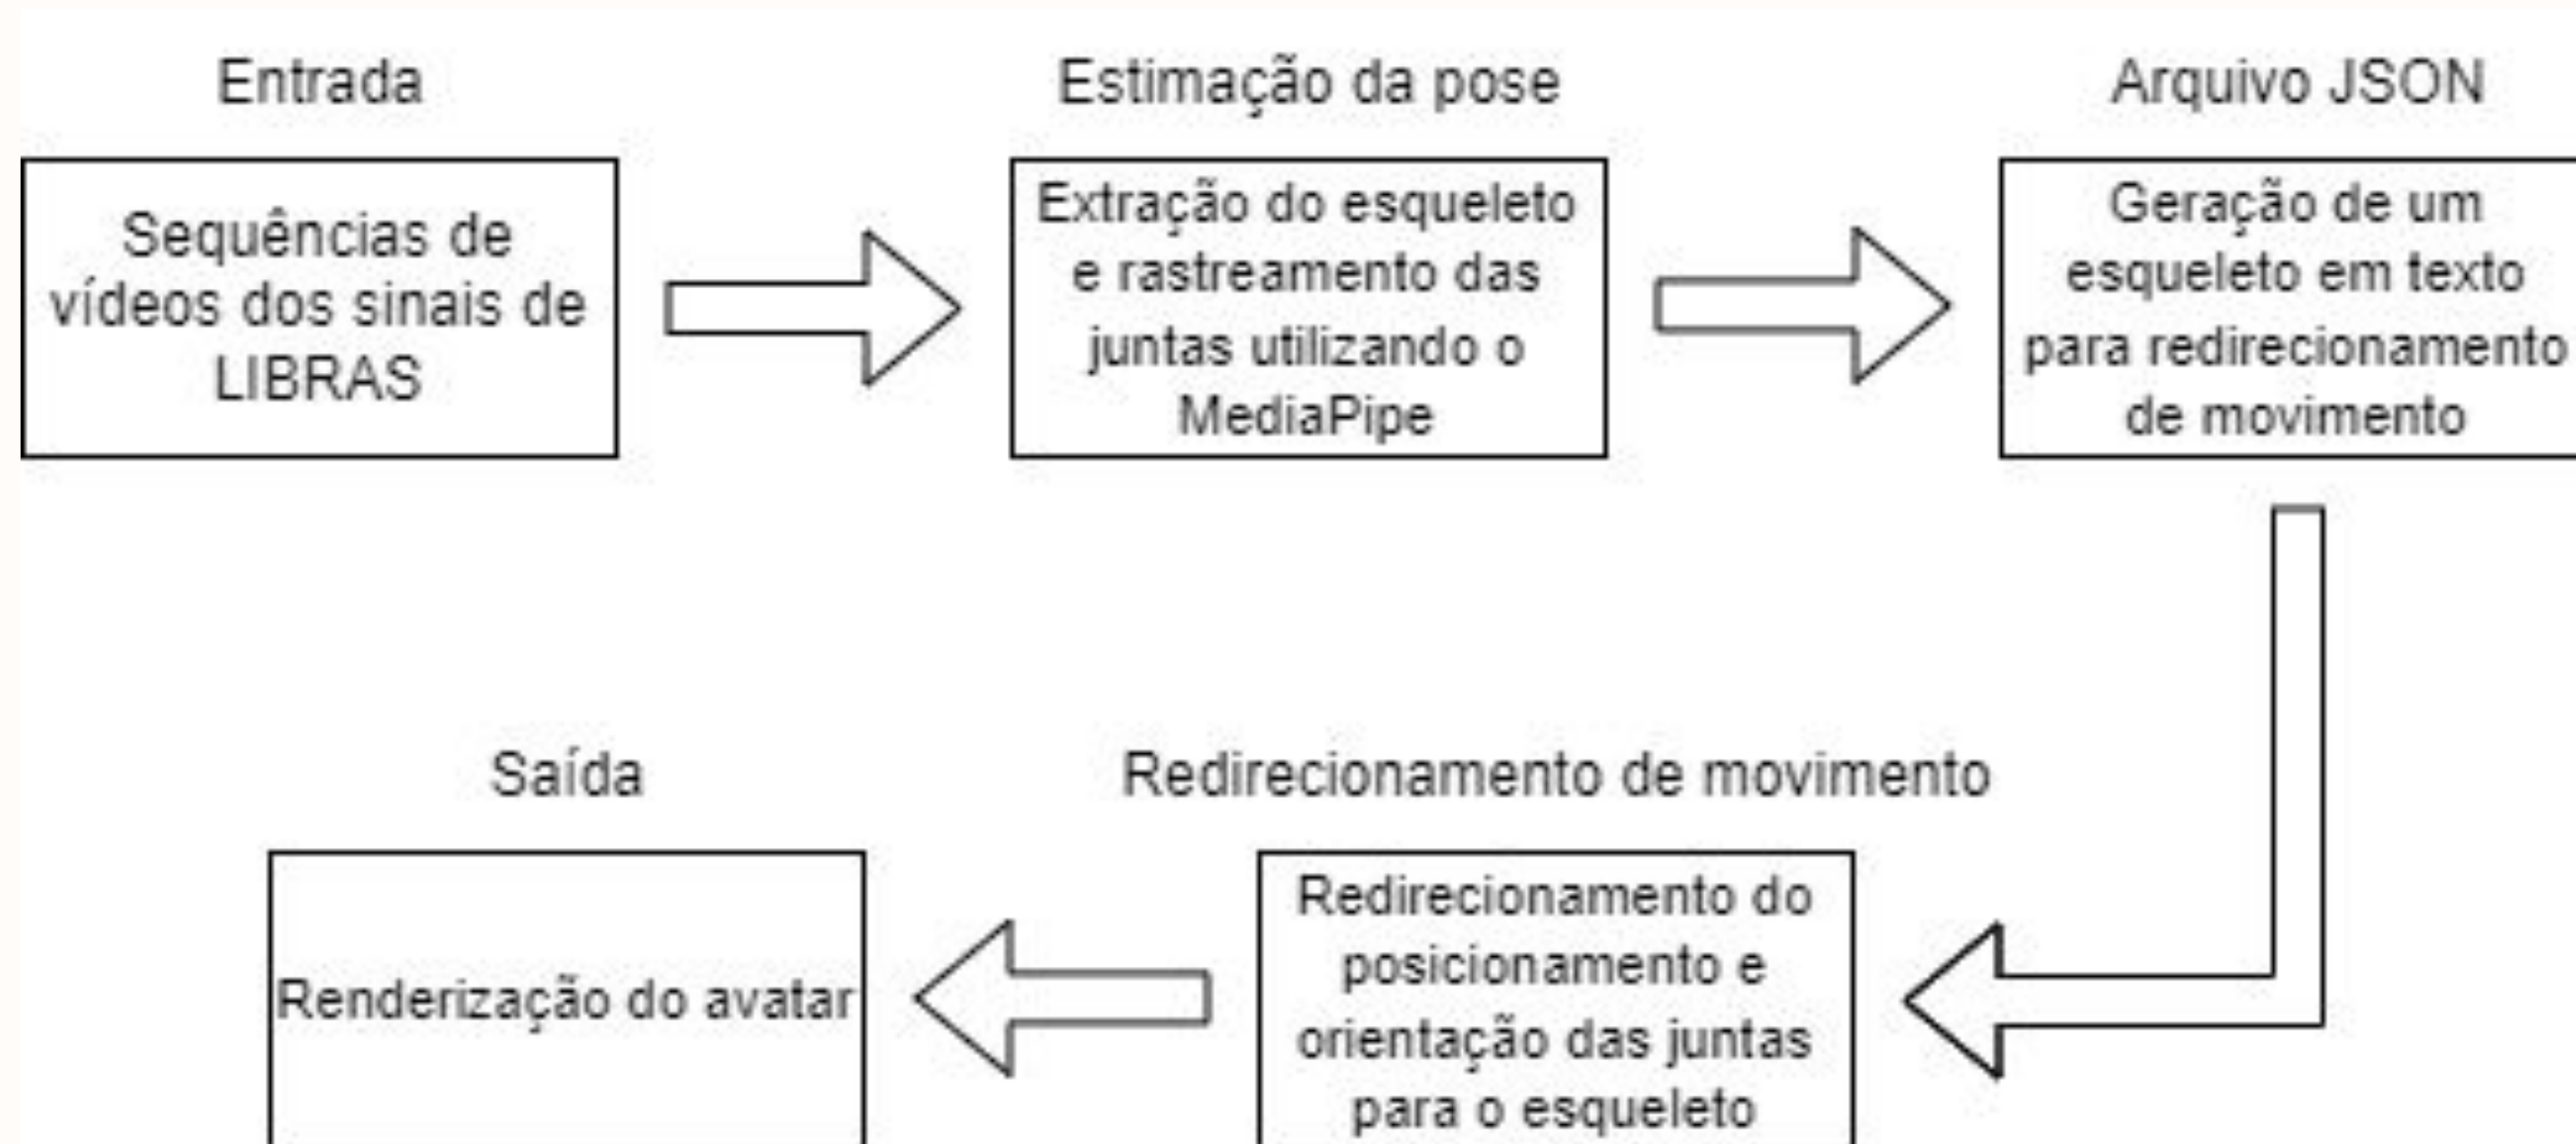 Entrada
Sequências de
vídeos dos sinais de
LIBRAS
Estimação da pose
Extração do esqueleto
e rastreamento das
juntas utilizando o
MediaPipe
Arquivo JSON
Geração de um
esqueleto em texto
para redirecionamento
de movimento
Redirecionamento de movimento
Redirecionamento do
posicionamento e
orientação das juntas
para o esqueleto
Saída
Renderização do avatar